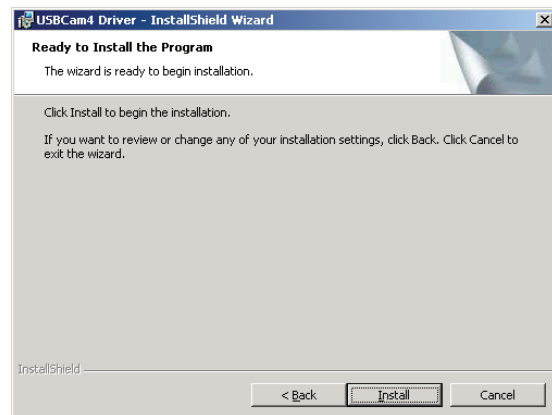 USBCam4 Driver - InstallShield Wizard
Ready to Install the Program
The wizard is ready to begin installation.
Click Install to begin the installation.
If you want to review or change any of your installation settings, click Back. Click Cancel to
exit the wizard.
InstallShield
< Back Install Cancel